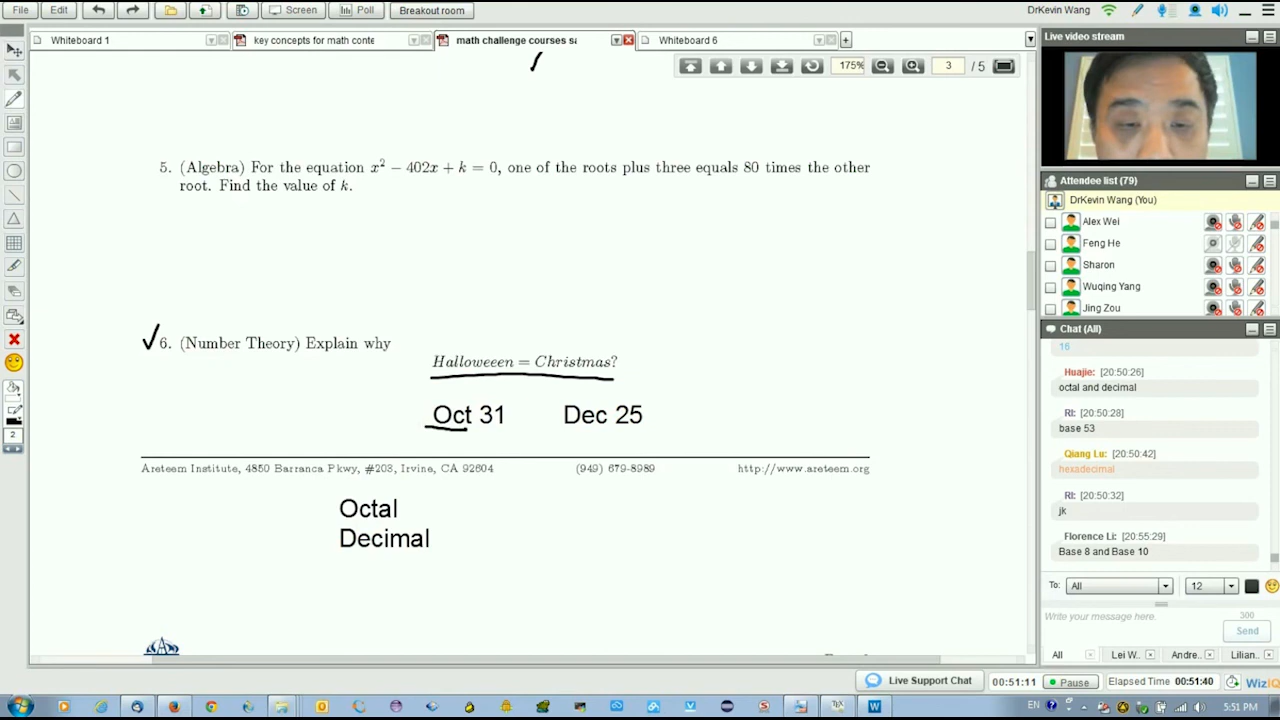 File Edit Screen Poll Breakout room DrKevin Wang
Whiteboard 1 key concepts for math conte math challenge courses sa Whiteboard 6
175% 3 / 5
5. (Algebra) For the equation x² − 402x + k = 0, one of the roots plus three equals 80 times the other
root. Find the value of k.
6. (Number Theory) Explain why
Halloweeen = Christmas?
Oct 31 Dec 25
Areteem Institute, 4850 Barranca Pkwy, #203, Irvine, CA 92604 (949) 679-8989 http://www.areteem.org
Octal
Decimal
2
Live video stream
Attendee list (79)
DrKevin Wang (You)
Alex Wei
Feng He
Sharon
Wuqing Yang
Jing Zou
Chat (All)
16
Huajie: [20:50:26]
octal and decimal
RI: [20:50:28]
base 53
Qiang Lu: [20:50:42]
hexadecimal
RI: [20:50:32]
jk
Florence Li: [20:55:29]
Base 8 and Base 10
To: All 12
Write your message here. 300
Send
All Lei W.. Andre.. Lilian..
Live Support Chat 00:51:11 Pause Elapsed Time 00:51:40 WizIQ
EN 5:51 PM